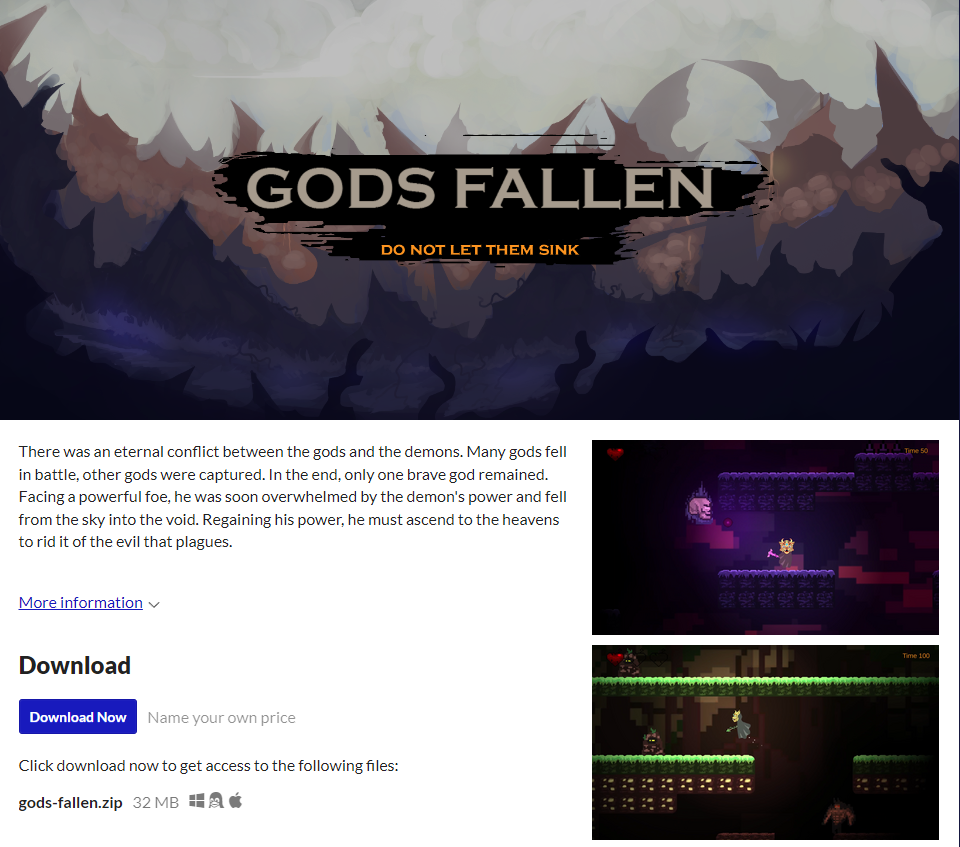 GODS FALLEN
DO NOT LET THEM SINK
There was an eternal conflict between the gods and the demons. Many gods fell
in battle, other gods were captured. In the end, only one brave god remained.
Facing a powerful foe, he was soon overwhelmed by the demon's power and fell
from the sky into the void. Regaining his power, he must ascend to the heavens
to rid it of the evil that plagues.
More information
Download
Download Now Name your own price
Click download now to get access to the following files:
gods-fallen.zip 32 MB
Time 50
Time 100